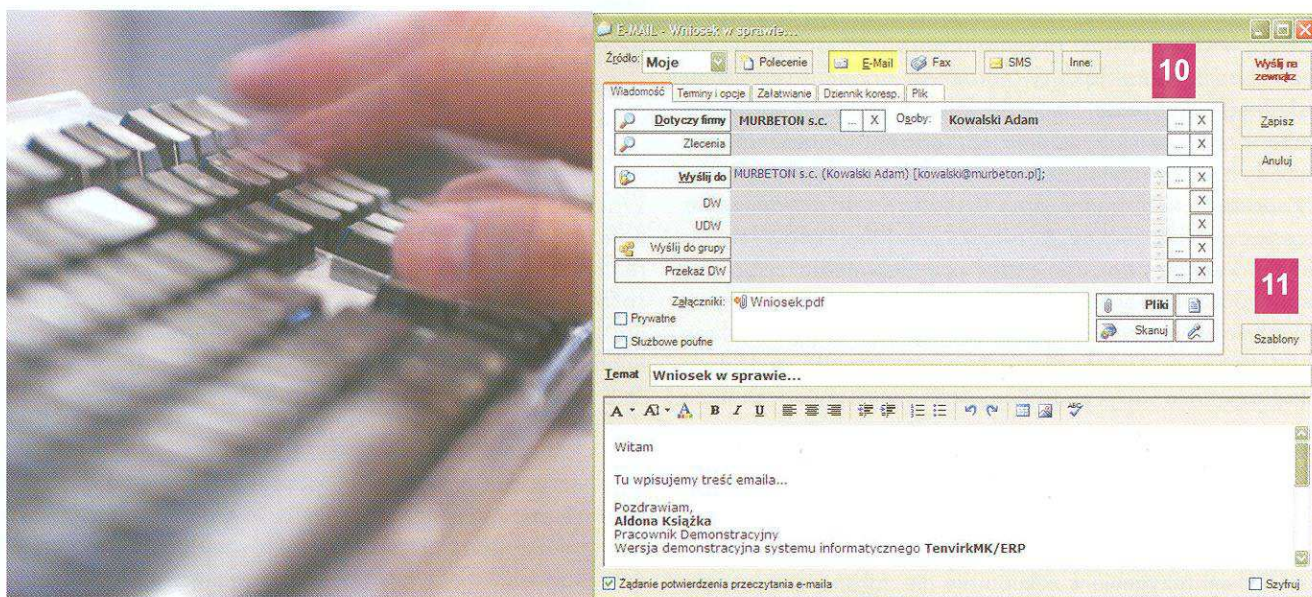 E-MAIL - Wniosek w sprawie...
Źródło: Moje Polecenie E-Mail Fax SMS Inne: 10 Wyślij na zewnątrz
Wiadomość Terminy i opcje Załatwianie Dziennik koresp. Plik
Dotyczy firmy MURBETON s.c. ... X Osoby: Kowalski Adam ... X Zapisz
Zlecenia ... X
Anuluj
Wyślij do MURBETON s.c. (Kowalski Adam) [kowalski@murbeton.pl]; ... X
DW X
UDW X
Wyślij do grupy ... X
Przekaż DW ... X
11
Załączniki: Wniosek.pdf Pliki
Prywatne
Skanuj
Służbowe poufne Szablony
Temat Wniosek w sprawie...
A A A B I U ABC
Witam
Tu wpisujemy treść emaila...
Pozdrawiam,
Aldona Książka
Pracownik Demonstracyjny
Wersja demonstracyjna systemu informatycznego TenvirkMK/ERP
Żądanie potwierdzenia przeczytania e-maila Szyfruj